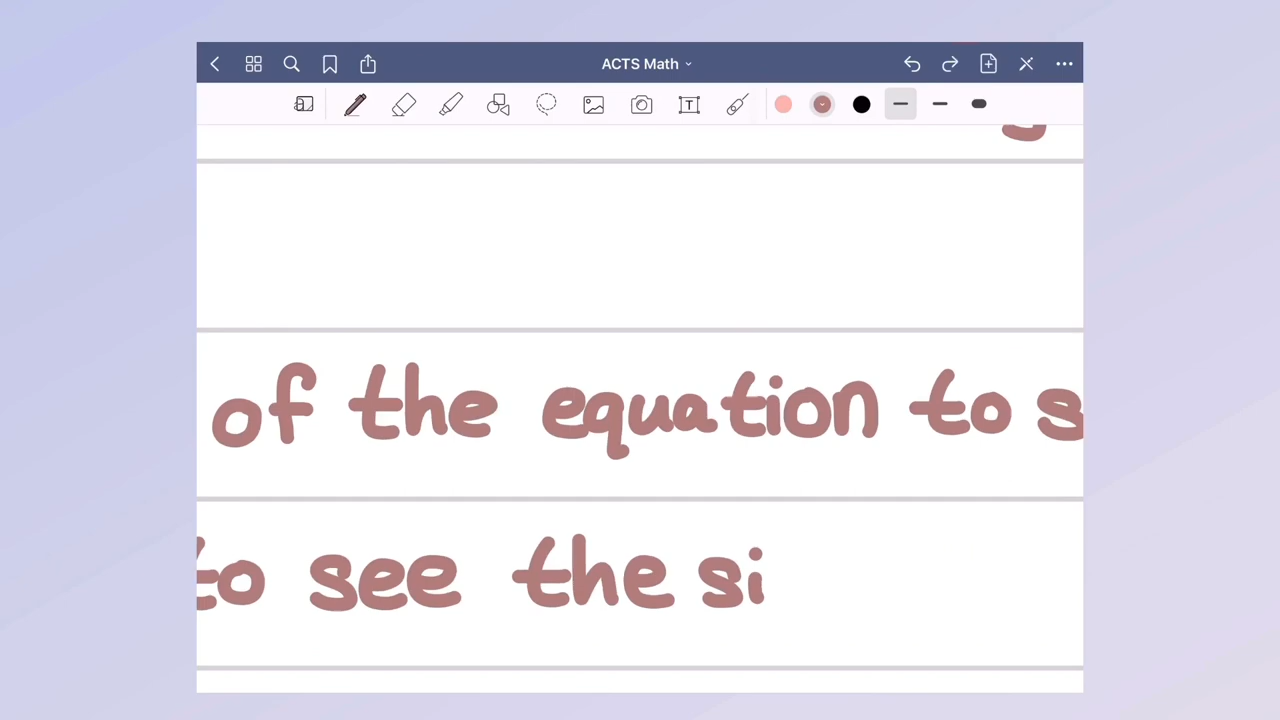 ACTS Math
T
of the equation to s
to see the si